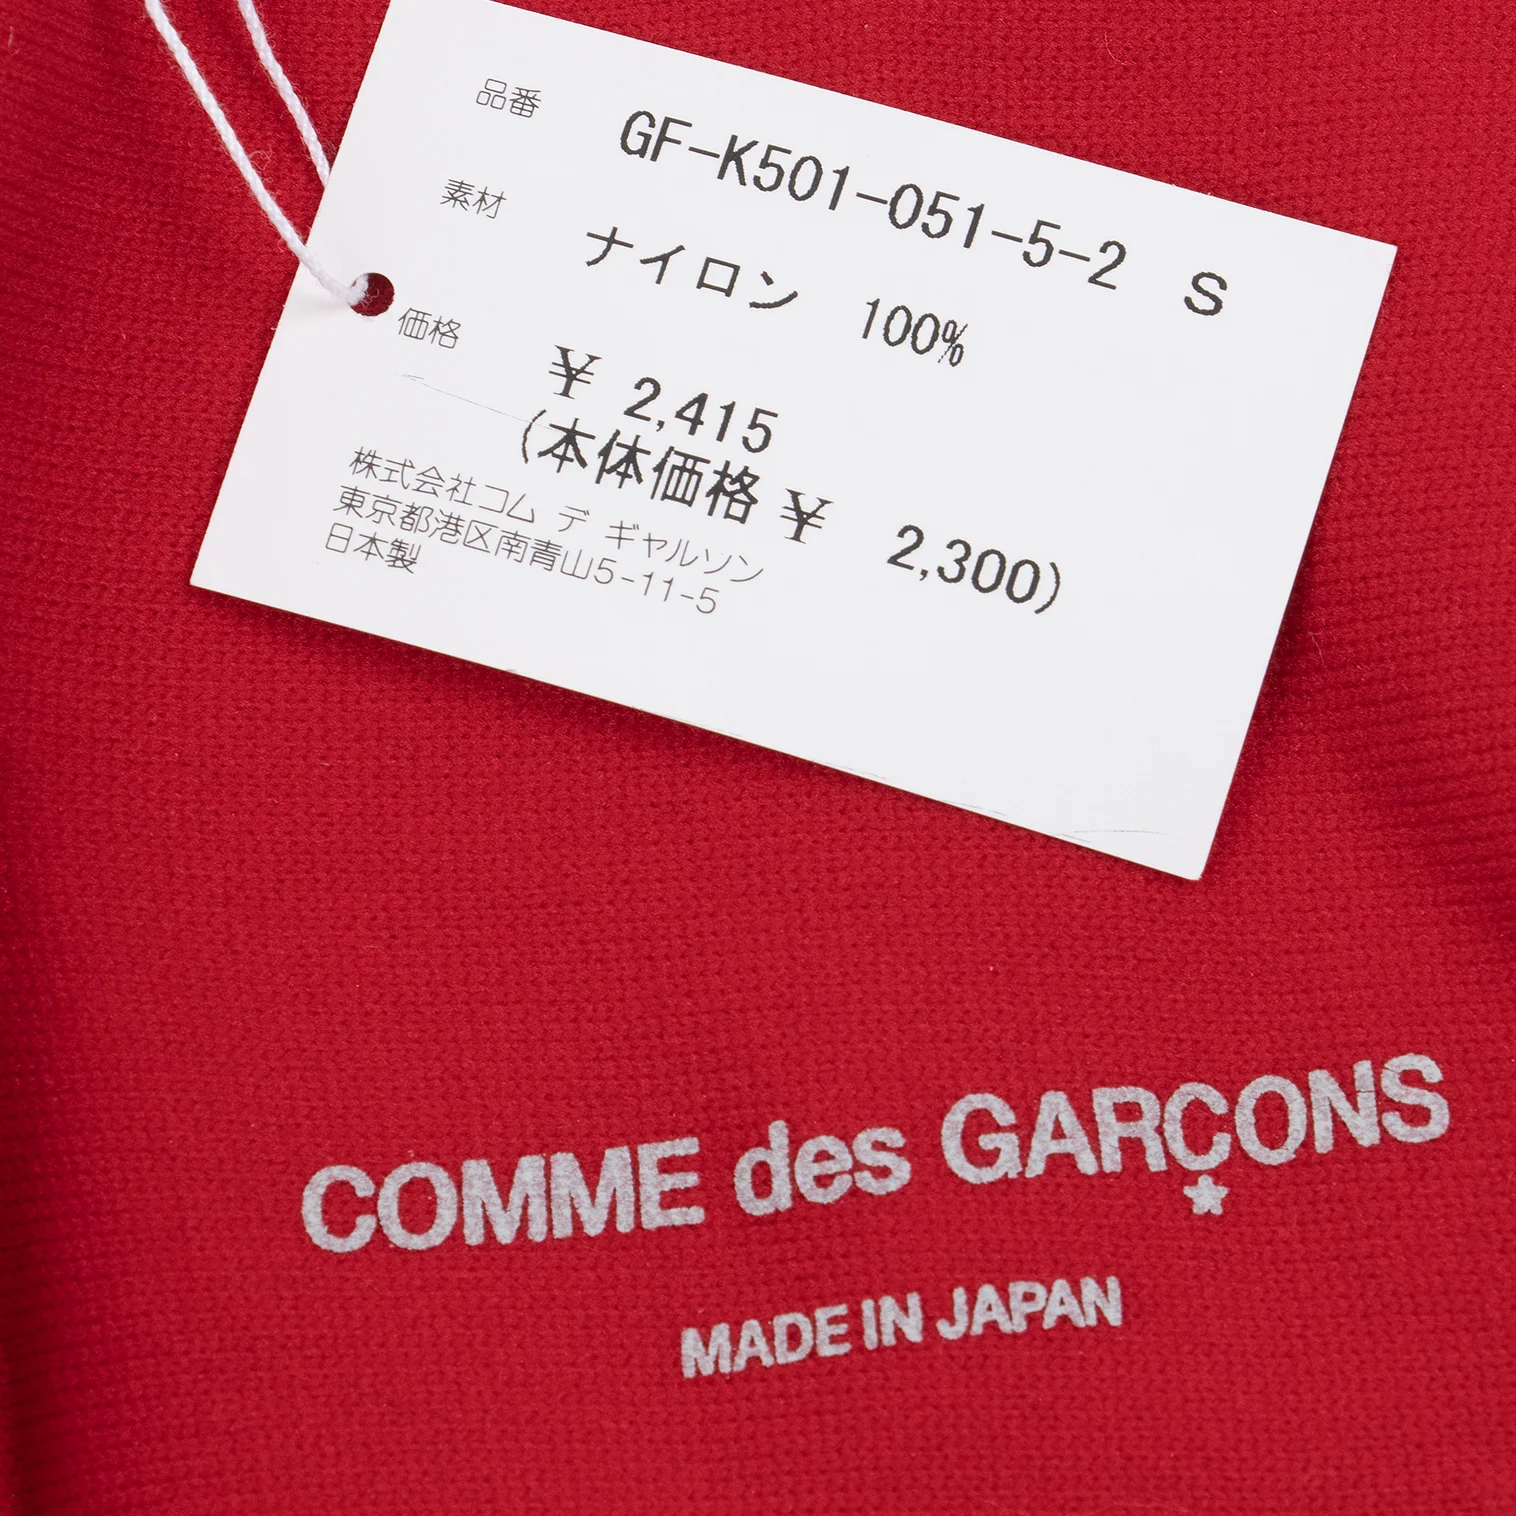 品番 GF-K501-051-5-2 S
素材 ナイロン 100%
価格 ¥ 2,415
(本体価格 ¥ 2,300)
株式会社コム デ ギャルソン
東京都港区南青山5-11-5
日本製
COMME des GARÇONS
MADE IN JAPAN